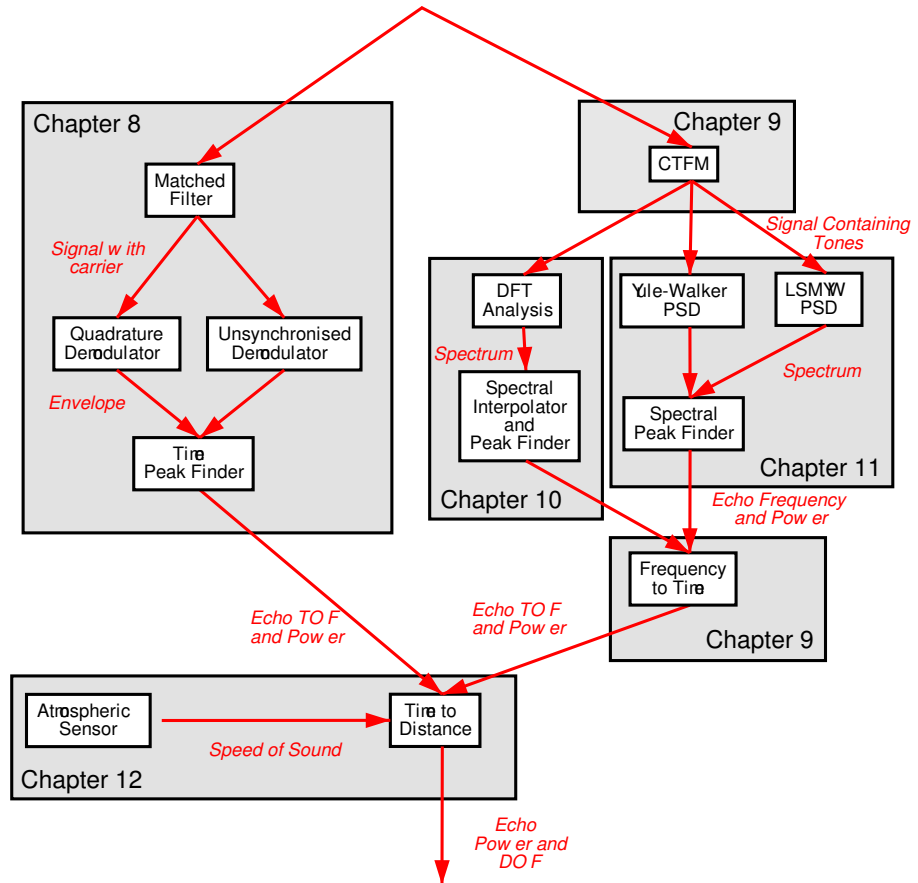 Chapter 8
Matched
Filter
Signal with
carrier
Quadrature
Demodulator
Unsynchronised
Demodulator
Envelope
Time
Peak Finder
Chapter 9
CTFM
Signal Containing
Tones
DFT
Analysis
Spectrum
Spectral
Interpolator
and
Peak Finder
Chapter 10
Yule-Walker
PSD
LSMYW
PSD
Spectrum
Spectral
Peak Finder
Chapter 11
Echo Frequency
and Power
Frequency
to Time
Chapter 9
Echo TOF
and Power
Echo TOF
and Power
Atmospheric
Sensor
Speed of Sound
Time to
Distance
Chapter 12
Echo
Power and
DOF